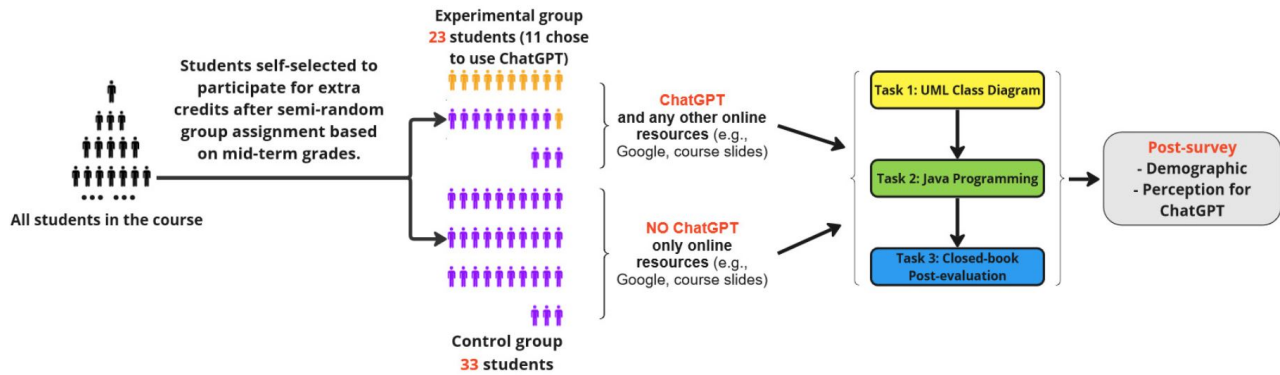 Students self-selected to
participate for extra
credits after semi-random
group assignment based
on mid-term grades.
All students in the course
Experimental group
23 students (11 chose
to use ChatGPT)
Control group
33 students
ChatGPT
and any other online
resources (e.g.,
Google, course slides)
NO ChatGPT
only online
resources (e.g.,
Google, course slides)
Task 1: UML Class Diagram
Task 2: Java Programming
Task 3: Closed-book
Post-evaluation
Post-survey
- Demographic
- Perception for
ChatGPT